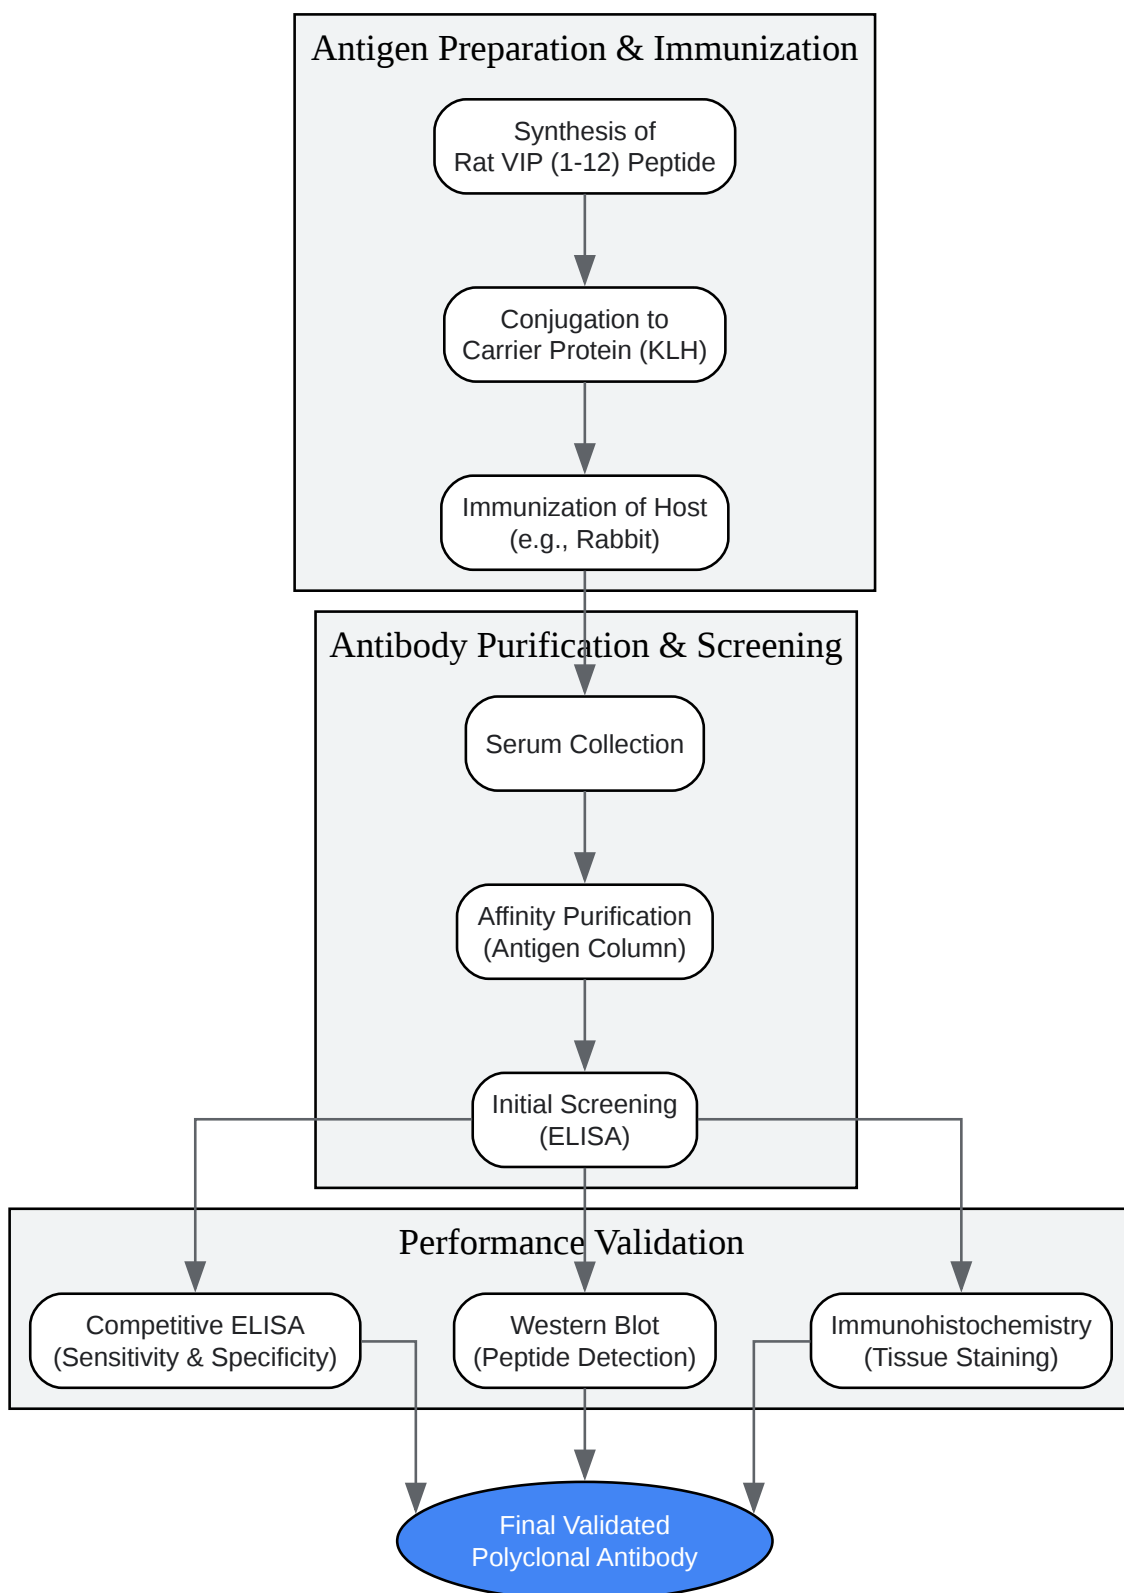 Antigen Preparation & Immunization
Synthesis of
Rat VIP (1-12) Peptide
Conjugation to
Carrier Protein (KLH)
Immunization of Host
(e.g., Rabbit)
Antibody Purification & Screening
Serum Collection
Affinity Purification
(Antigen Column)
Initial Screening
(ELISA)
Performance Validation
Competitive ELISA
(Sensitivity & Specificity)
Western Blot
(Peptide Detection)
Immunohistochemistry
(Tissue Staining)
Final Validated
Polyclonal Antibody